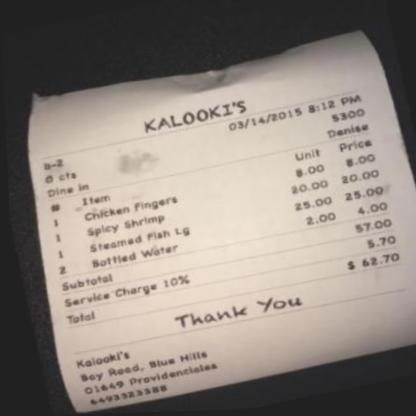 KALOOKI'S
03/14/2015 8:12 PM
b-2 5300
0 cts Denise
Dine in
# Item Unit Price
1 Chicken Fingers 8.00 8.00
1 Spicy Shrimp 20.00 20.00
1 Steamed Fish Lg 25.00 25.00
2 Bottled Water 2.00 4.00
Subtotal 57.00
Service Charge 10% 5.70
Total $ 62.70
Thank You
Kalooki's
Bay Road, Blue Hills
01649 Providenciales
6493323388